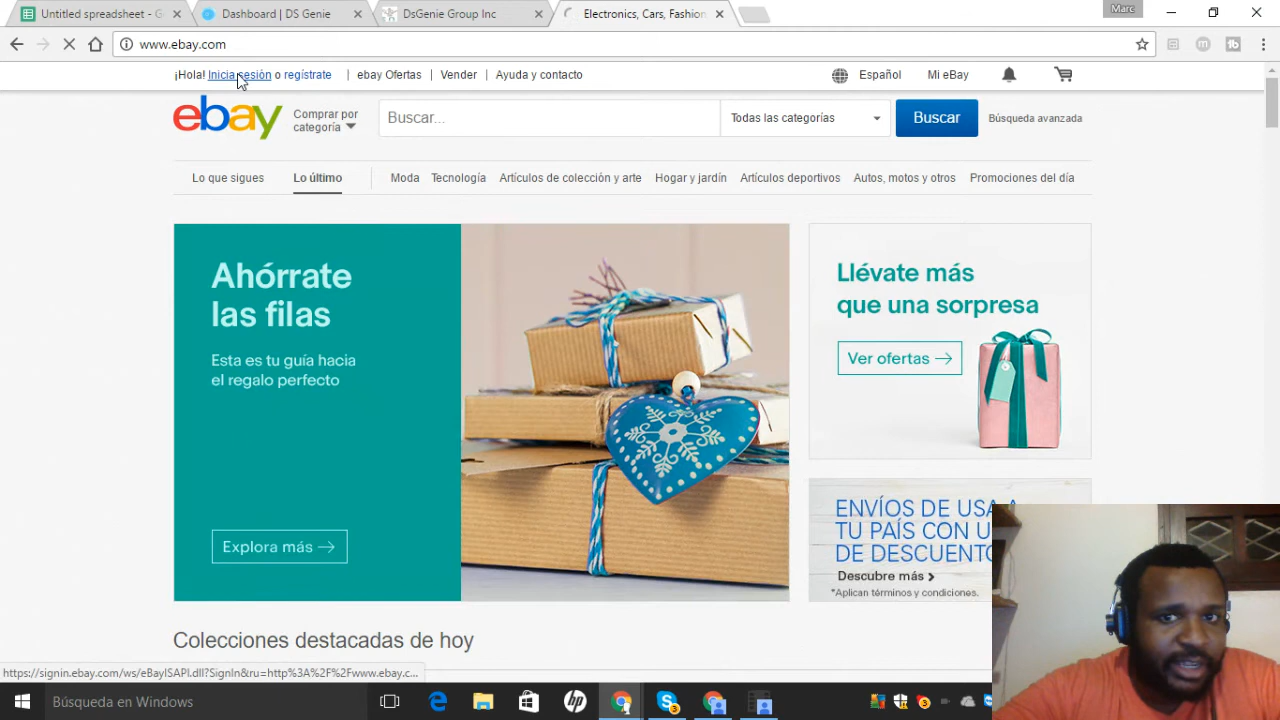 Untitled spreadsheet - G
Dashboard | DS Genie
DsGenie Group Inc
Electronics, Cars, Fashion
Marc
www.ebay.com
¡Hola! Inicia sesión o regístrate
ebay Ofertas
Vender
Ayuda y contacto
Español
Mi eBay
ebay
Comprar por
categoría
Buscar...
Todas las categorías
Buscar
Búsqueda avanzada
Lo que sigues
Lo último
Moda
Tecnología
Artículos de colección y arte
Hogar y jardín
Artículos deportivos
Autos, motos y otros
Promociones del día
Ahórrate
las filas
Esta es tu guía hacia
el regalo perfecto
Explora más
Llévate más
que una sorpresa
Ver ofertas
ENVÍOS DE USA A
TU PAÍS CON U
DE DESCUENTO
Descubre más
*Aplican términos y condiciones.
Colecciones destacadas de hoy
https://signin.ebay.com/ws/eBayISAPI.dll?SignIn&ru=http%3A%2F%2Fwww.ebay.c...
Búsqueda en Windows